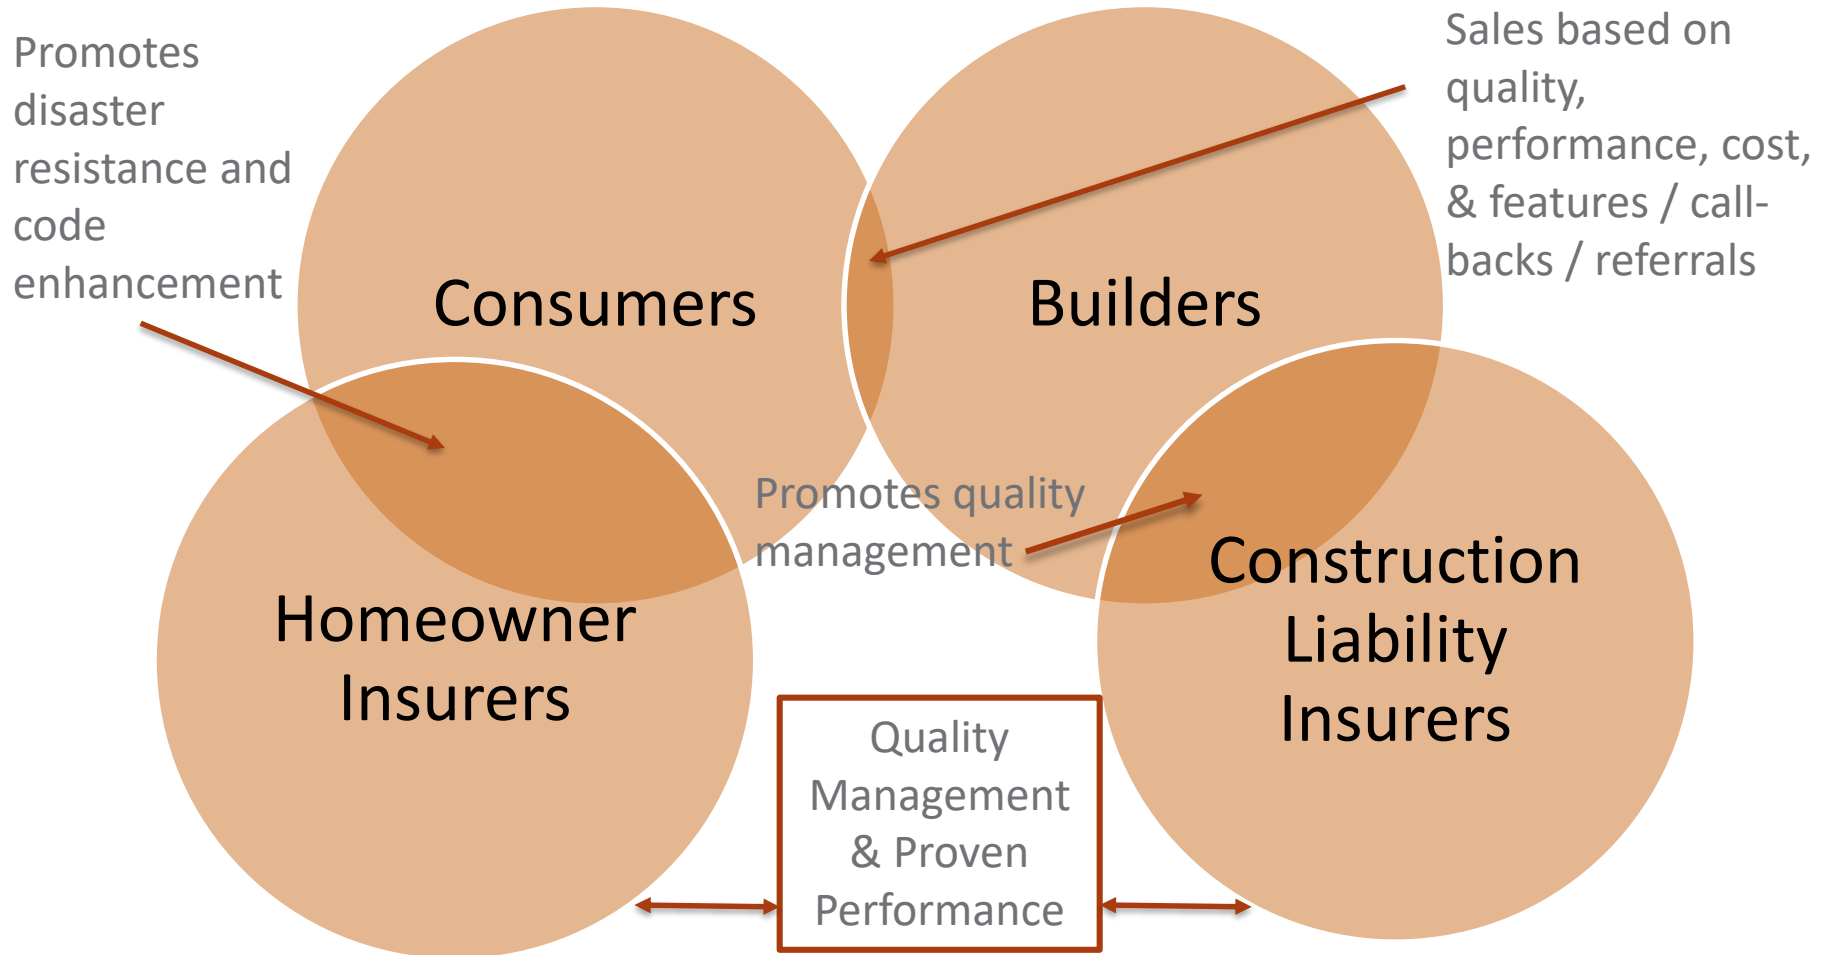 Promotes
disaster
resistance and
code
enhancement
Sales based on
quality,
performance, cost,
& features / call-
backs / referrals
Consumers
Builders
Promotes quality
management
Homeowner
Insurers
Construction
Liability
Insurers
Quality
Management
& Proven
Performance